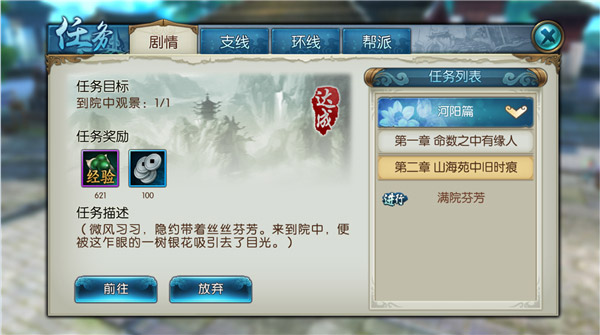 任务
剧情
支线
环线
帮派
任务目标
到院中观景：1/1
达成
任务奖励
经验
621
100
任务描述
（微风习习，隐约带着丝丝芬芳。来到院中，便
被这乍眼的一树银花吸引去了目光。）
前往
放弃
任务列表
河阳篇
第一章 命数之中有缘人
第二章 山海苑中旧时痕
进行
满院芬芳